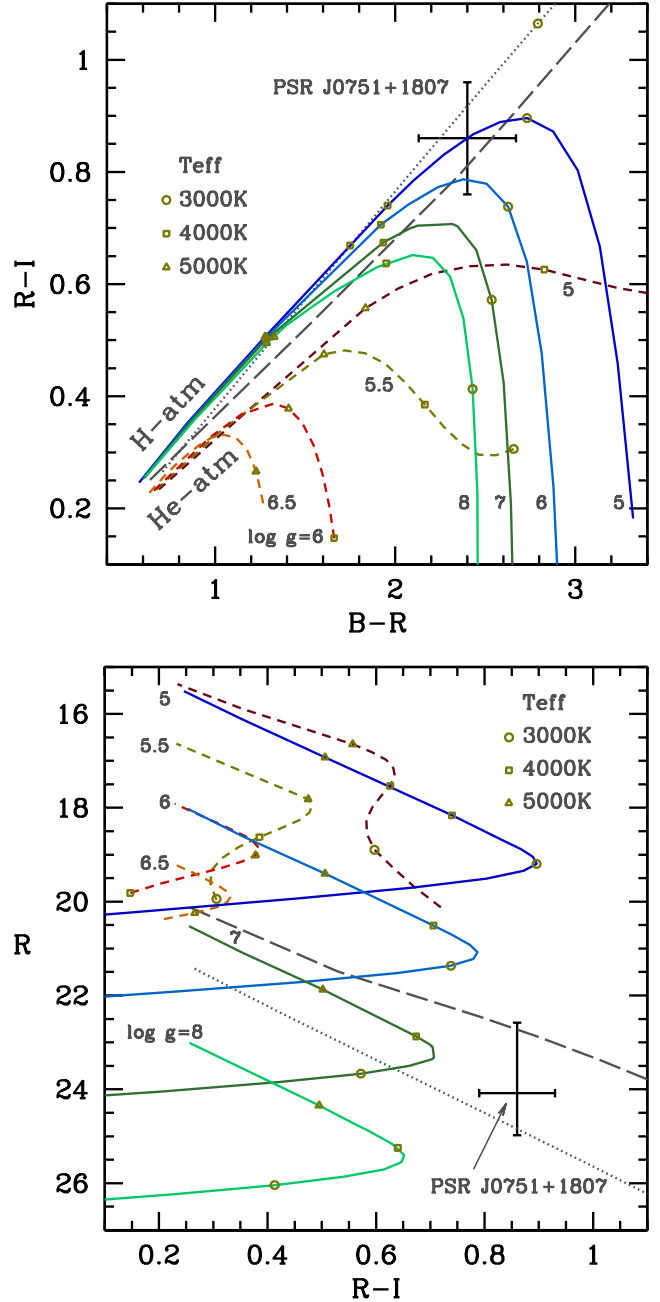 1
PSR J0751+1807
Teff
0.8
3000K
4000K
5000K
R-I
0.6
5
5.5
0.4
H-atm
He-atm
0.2
6.5
log g=6
8
7
6
5
1
2
3
B-R
5
16
5.5
Teff
3000K
6
4000K
18
5000K
6.5
20
R
7
22
log g=8
24
PSR J0751+1807
26
0.2
0.4
0.6
0.8
1
R-I